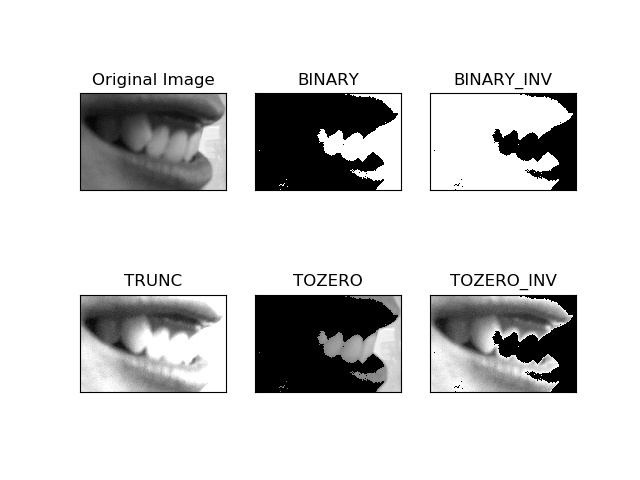 Original Image
BINARY
BINARY_INV
TRUNC
TOZERO
TOZERO_INV